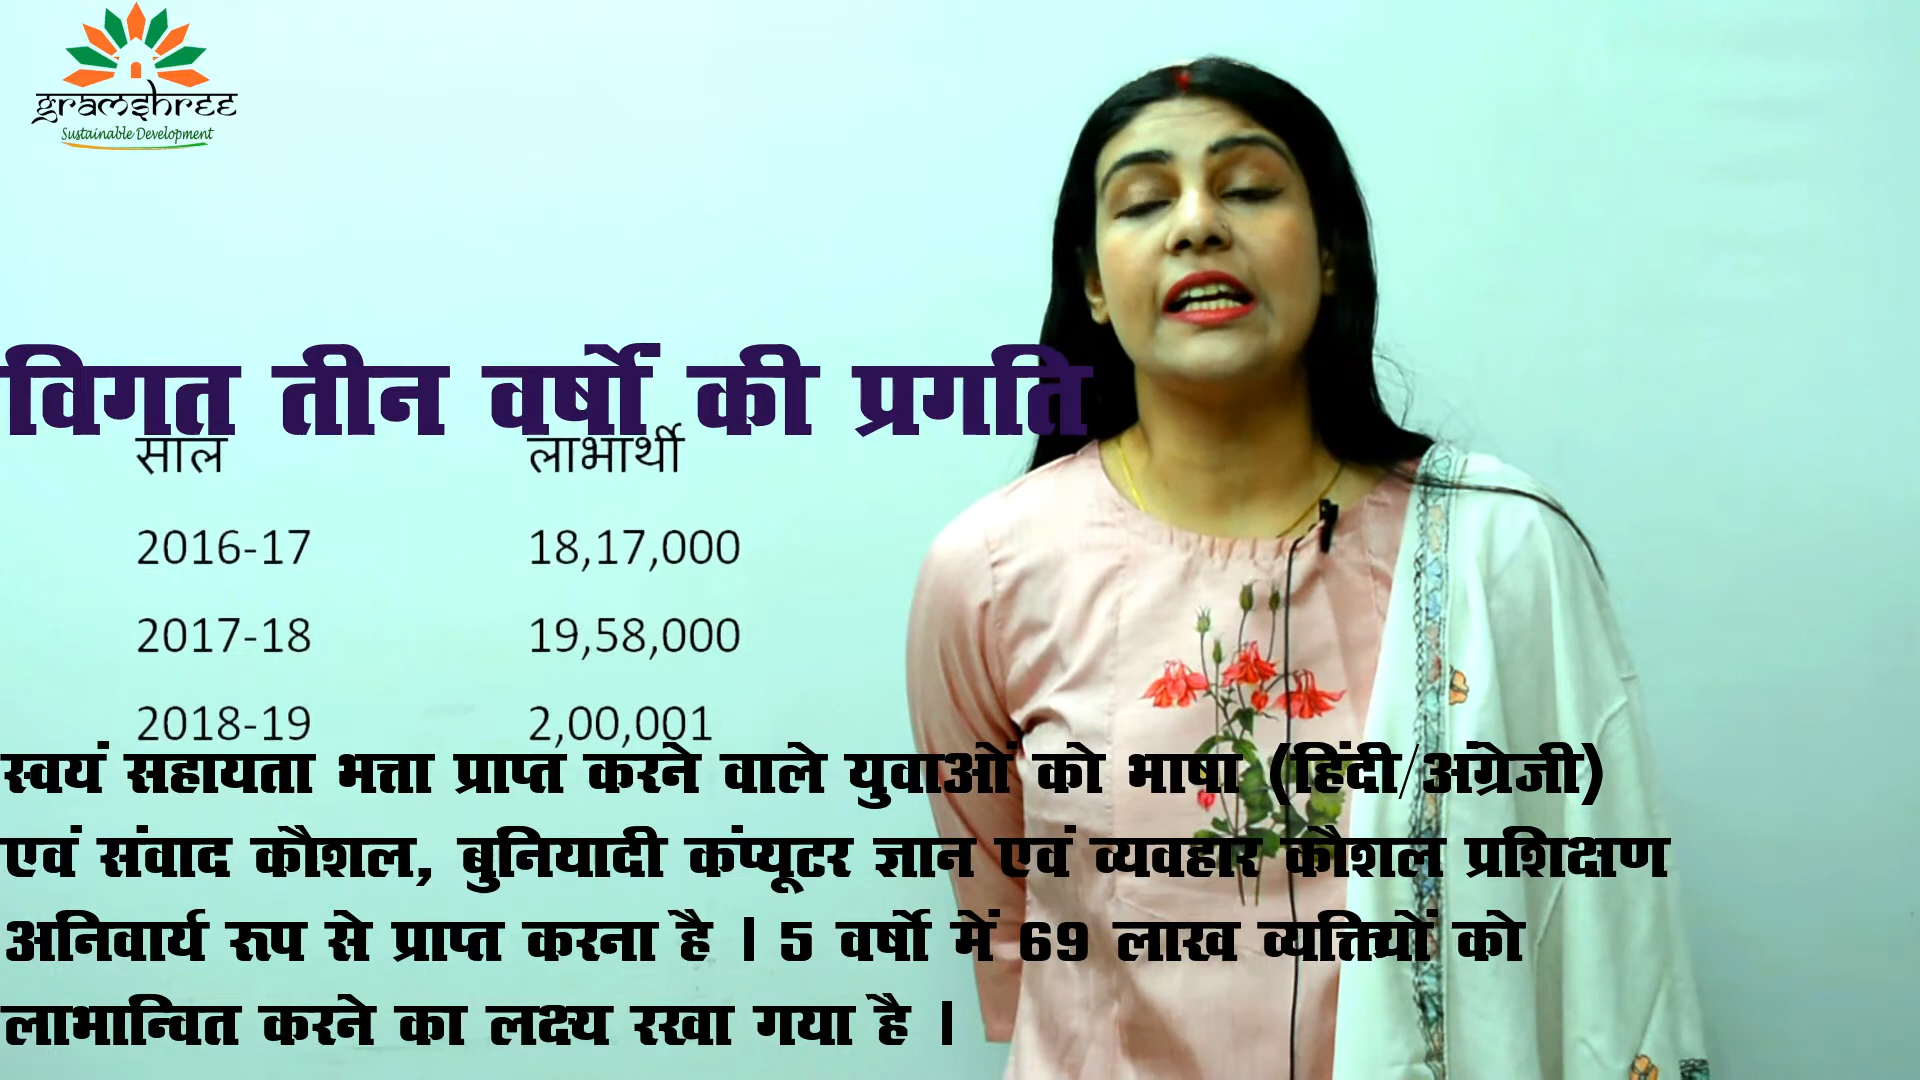 gramshree
Sustainable Development
विगत तीन वर्षो की प्रगति
साल लाभार्थी
2016-17 18,17,000
2017-18 19,58,000
2018-19 2,00,001
स्वयं सहायता भत्ता प्राप्त करने वाले युवाओं को भाषा (हिंदी/अंग्रेजी)
एवं संवाद कौशल, बुनियादी कंप्यूटर ज्ञान एवं व्यवहार कौशल प्रशिक्षण
अनिवार्य रूप से प्राप्त करना है | 5 वर्षो में 69 लाख व्यक्तियों को
लाभान्वित करने का लक्ष्य रखा गया है |